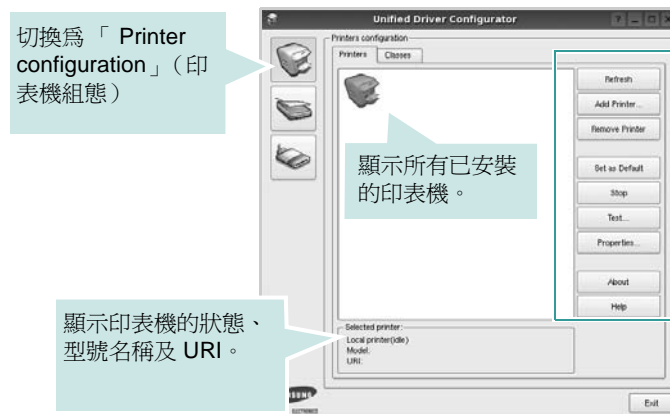 切換爲「 Printer
configuration」（印
表機組態）
Unified Driver Configurator
Printers configuration
Printers
Classes
Refresh
Add Printer...
Remove Printer
Set as Default
Stop
Test...
Properties...
About
Help
顯示所有已安裝
的印表機。
顯示印表機的狀態、
型號名稱及 URI。
Selected printer:
Local printer(idle)
Model:
URI:
ELECTRONICS
Exit